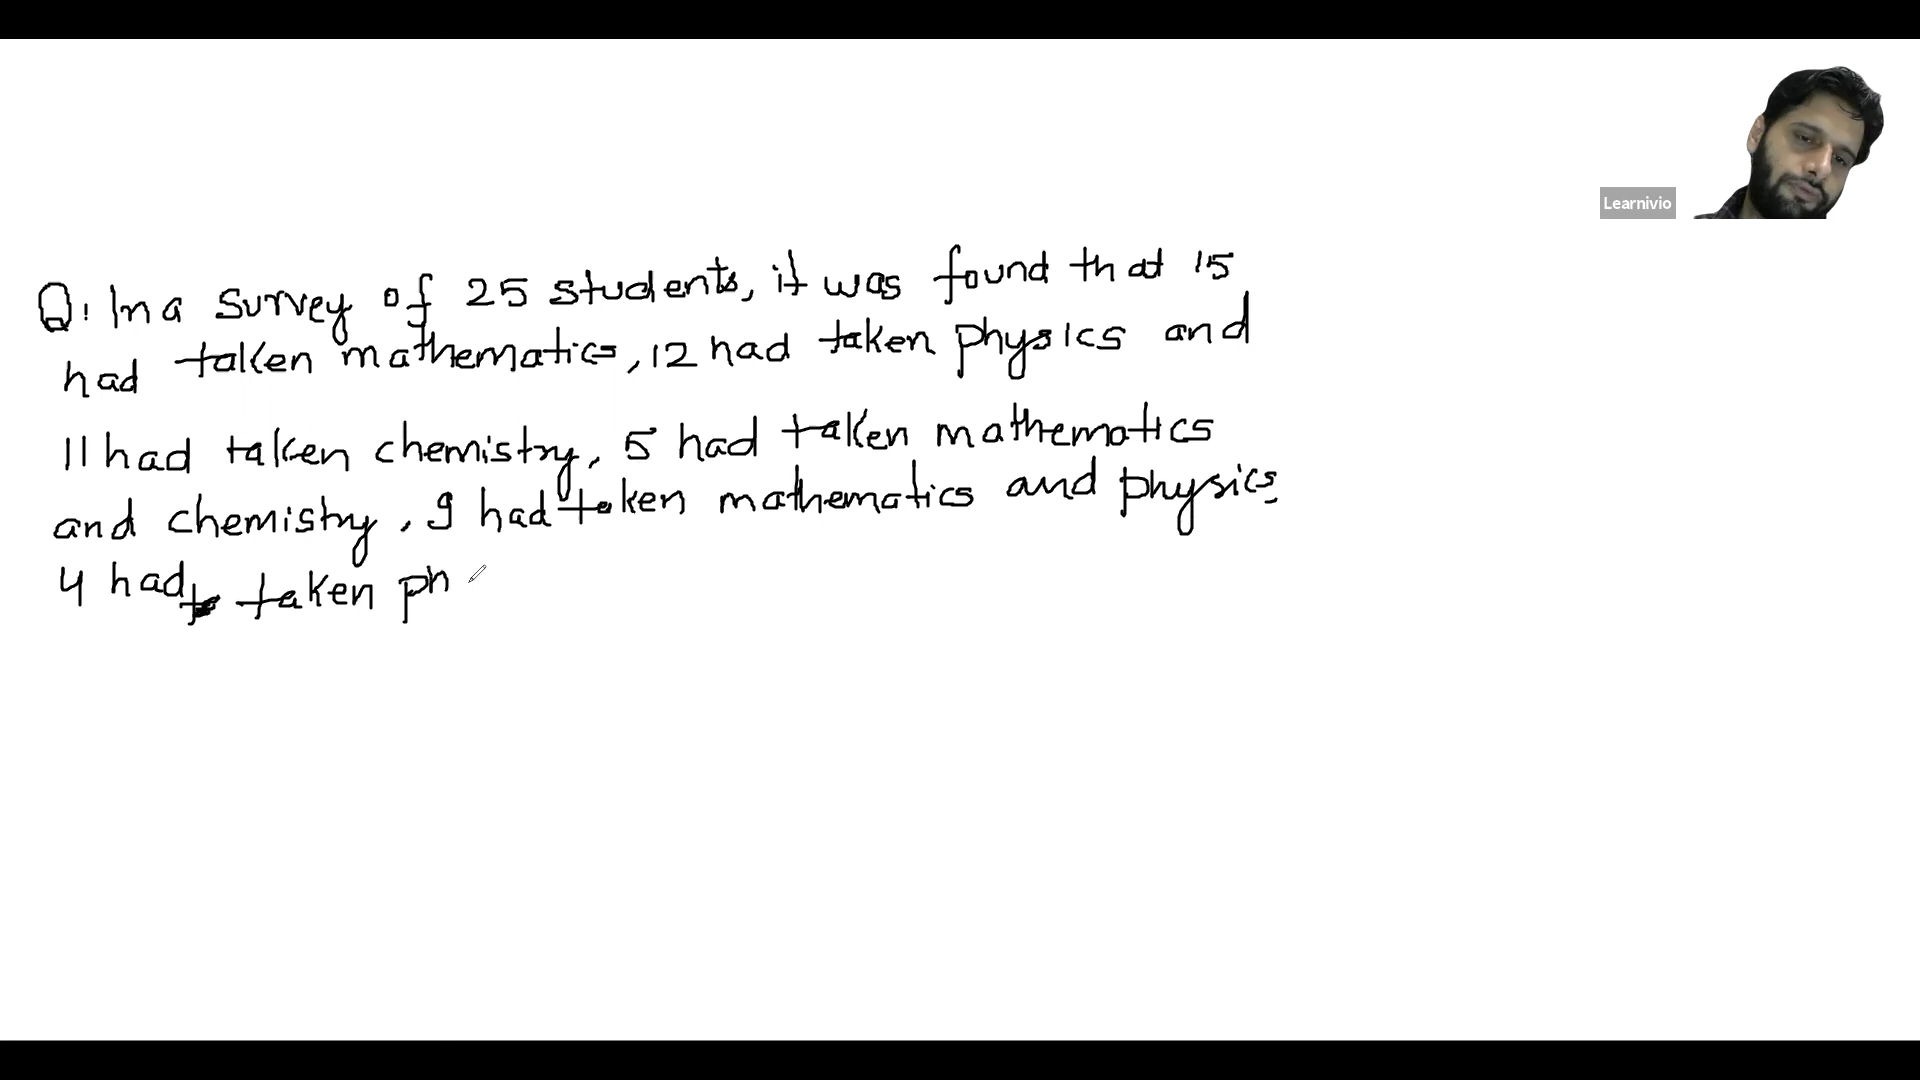 Learnivio
Q: In a survey of 25 students, it was found that 15
had taken mathematics, 12 had taken physics and
11 had taken chemistry, 5 had taken mathematics
and chemistry, 9 had taken mathematics and physics,
4 had taken ph